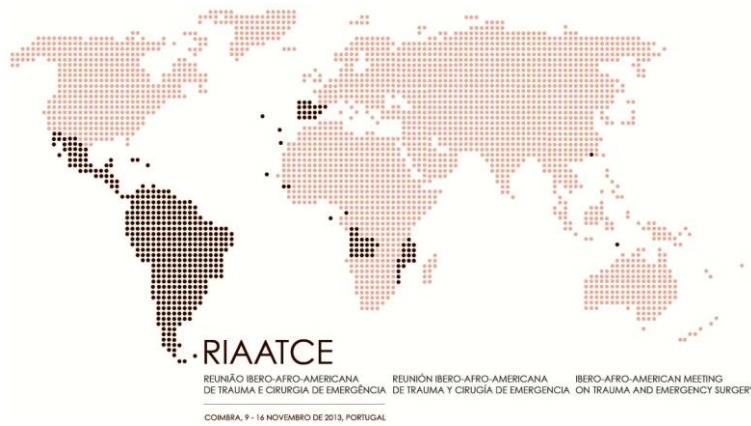 RIAATCE
REUNIÃO IBERO-AFRO-AMERICANA
DE TRAUMA E CIRURGIA DE EMERGÊNCIA
REUNIÓN IBERO-AFRO-AMERICANA
DE TRAUMA Y CIRUGÍA DE EMERGENCIA
IBERO-AFRO-AMERICAN MEETING
ON TRAUMA AND EMERGENCY SURGERY
COIMBRA, 9 - 16 NOVEMBRO DE 2013, PORTUGAL